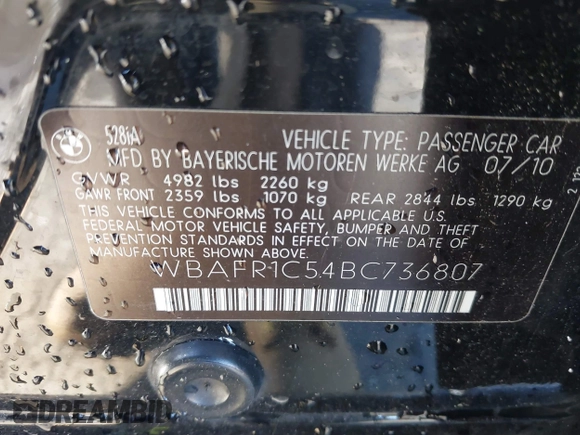 BMW
528iA
VEHICLE TYPE: PASSENGER CAR
MFD BY BAYERISCHE MOTOREN WERKE AG 07/10
GVWR 4982 lbs 2260 kg
GAWR FRONT 2359 lbs 1070 kg REAR 2844 lbs 1290 kg
THIS VEHICLE CONFORMS TO ALL APPLICABLE U.S.
FEDERAL MOTOR VEHICLE SAFETY, BUMPER AND THEFT
PREVENTION STANDARDS IN EFFECT ON THE DATE OF
MANUFACTURE SHOWN ABOVE.
WBAFR1C54BC736807
DREAMBID